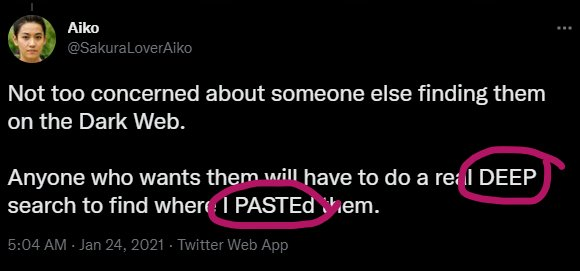 Aiko
@SakuraLoverAiko
Not too concerned about someone else finding them
on the Dark Web.
Anyone who wants them will have to do a real DEEP
search to find where I PASTEd them.
5:04 AM · Jan 24, 2021 · Twitter Web App